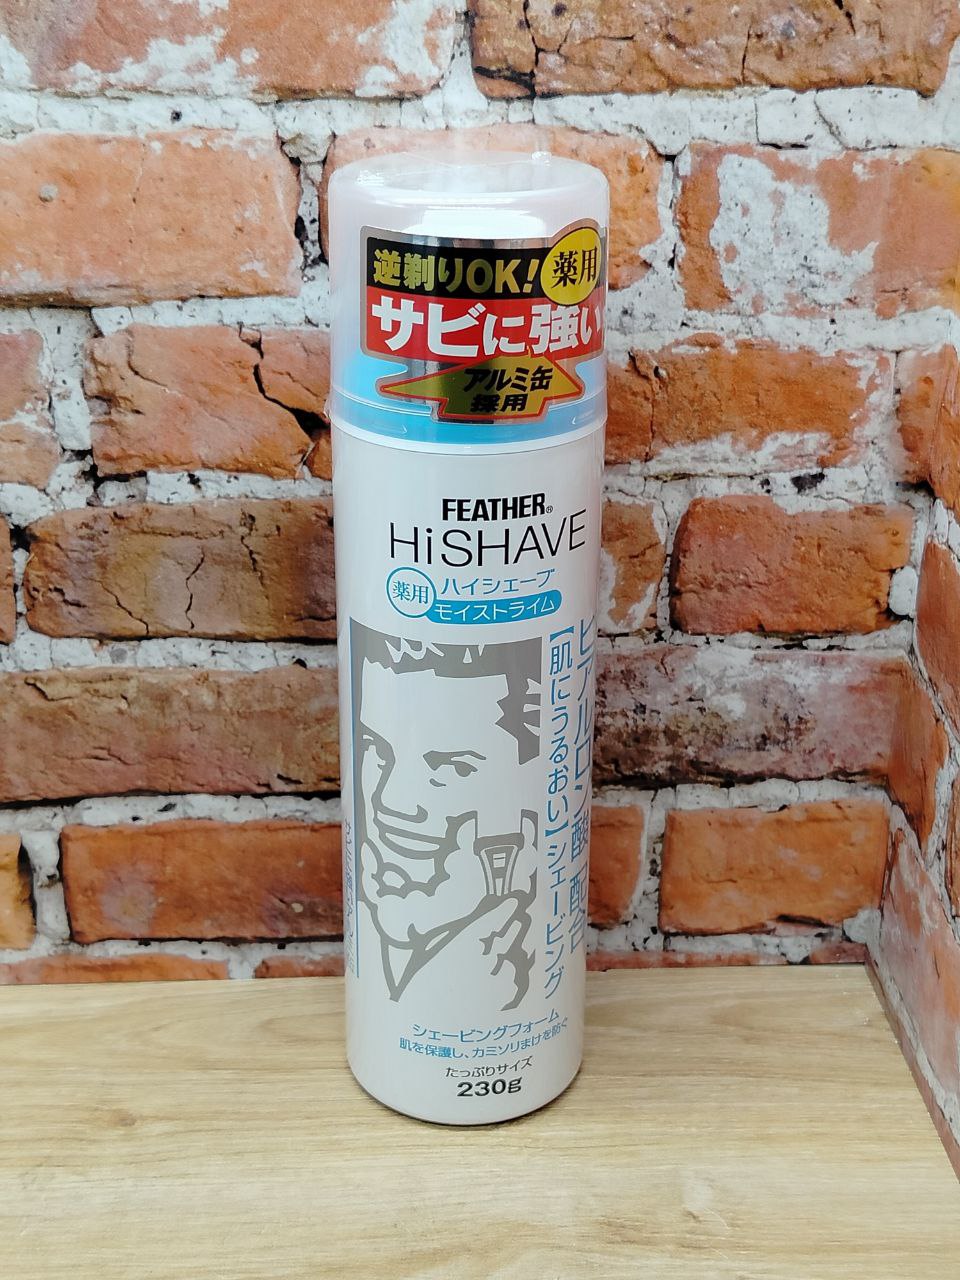 逆剃りOK!
薬用
サビに強い
アルミ缶
採用
FEATHER®
HiSHAVE
薬用
ハイシェーブ
モイストライム
ヒアルロン酸 配合
【肌にうるおい】シェービング
シェービングフォーム
肌を保護し、カミソリまけを防ぐ
たっぷりサイズ
230g